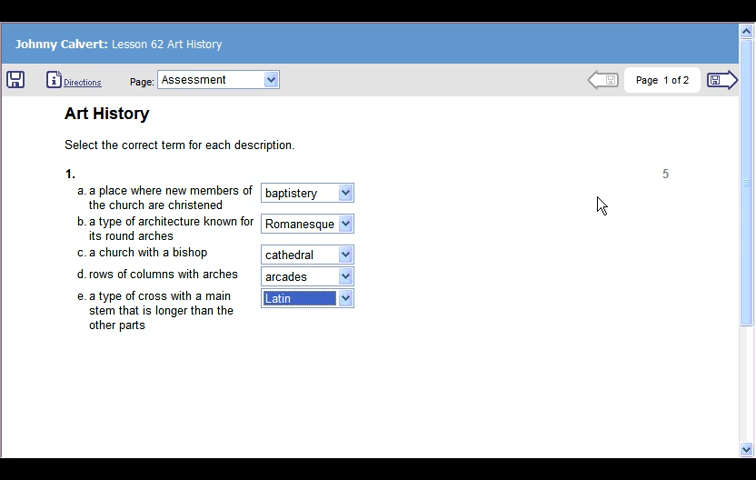 Johnny Calvert: Lesson 62 Art History
Directions Page: Assessment Page 1 of 2
Art History
Select the correct term for each description.
1. 5
a. a place where new members of the church are christened baptistery
b. a type of architecture known for its round arches Romanesque
c. a church with a bishop cathedral
d. rows of columns with arches arcades
e. a type of cross with a main stem that is longer than the other parts Latin